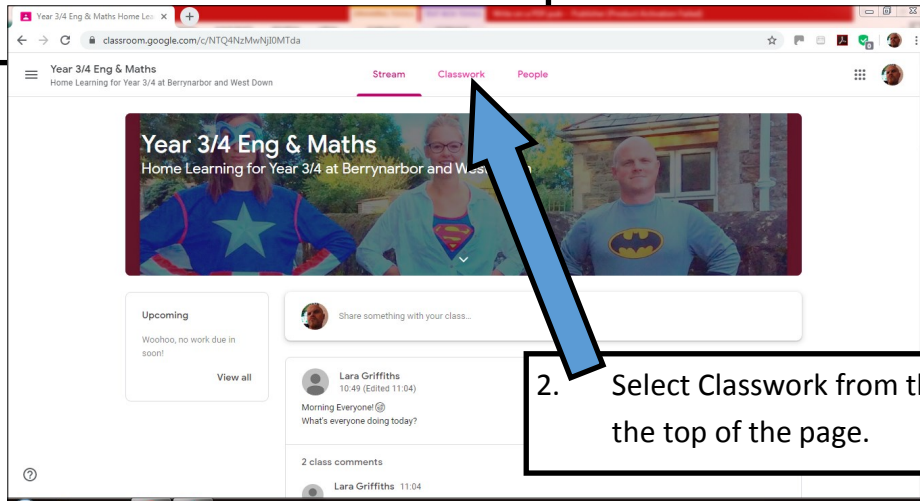 Year 3/4 Eng & Maths Home Les
classroom.google.com/c/NTQ4NzMwNjI0MTda
Year 3/4 Eng & Maths
Home Learning for Year 3/4 at Berrynarbor and West Down
Stream Classwork People
Year 3/4 Eng & Maths
Home Learning for Year 3/4 at Berrynarbor and
Upcoming
Woohoo, no work due in
soon!
View all
Share something with your class...
Lara Griffiths
10:49 (Edited 11:04)
Morning Everyone!
What's everyone doing today?
2 class comments
Lara Griffiths 11:04
2. Select Classwork from
the top of the page.